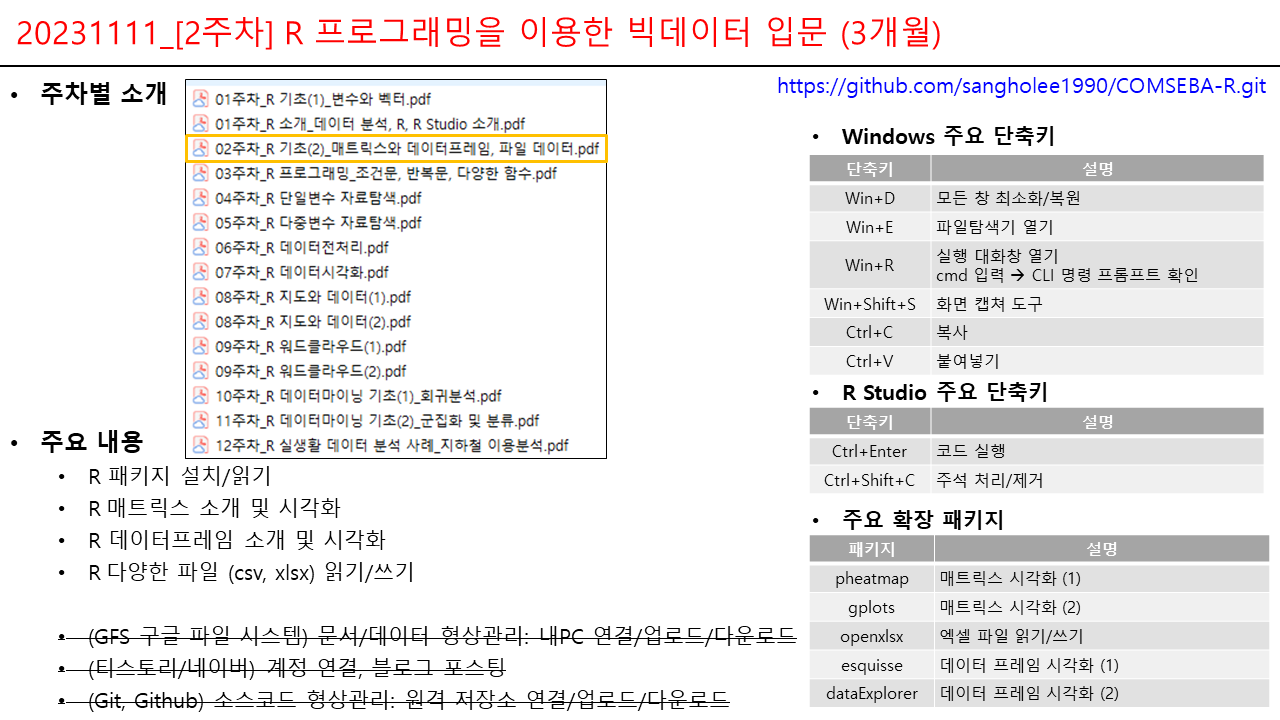 20231111_[2주차] R 프로그래밍을 이용한 빅데이터 입문 (3개월)
• 주차별 소개
01주차_R 기초(1)_변수와 벡터.pdf
01주차_R 소개_데이터 분석, R, R Studio 소개.pdf
02주차_R 기초(2)_매트릭스와 데이터프레임, 파일 데이터.pdf
03주차_R 프로그래밍_조건문, 반복문, 다양한 함수.pdf
04주차_R 단일변수 자료탐색.pdf
05주차_R 다중변수 자료탐색.pdf
06주차_R 데이터전처리.pdf
07주차_R 데이터시각화.pdf
08주차_R 지도와 데이터(1).pdf
08주차_R 지도와 데이터(2).pdf
09주차_R 워드클라우드(1).pdf
09주차_R 워드클라우드(2).pdf
10주차_R 데이터마이닝 기초(1)_회귀분석.pdf
11주차_R 데이터마이닝 기초(2)_군집화 및 분류.pdf
12주차_R 실생활 데이터 분석 사례_지하철 이용분석.pdf
• 주요 내용
• R 패키지 설치/읽기
• R 매트릭스 소개 및 시각화
• R 데이터프레임 소개 및 시각화
• R 다양한 파일 (csv, xlsx) 읽기/쓰기
• (GFS 구글 파일 시스템) 문서/데이터 형상관리: 내PC 연결/업로드/다운로드
• (티스토리/네이버) 계정 연결, 블로그 포스팅
• (Git, Github) 소스코드 형상관리: 원격 저장소 연결/업로드/다운로드
https://github.com/sangholee1990/COMSEBA-R.git
• Windows 주요 단축키
단축키 설명
Win+D 모든 창 최소화/복원
Win+E 파일탐색기 열기
Win+R 실행 대화창 열기
cmd 입력 → CLI 명령 프롬프트 확인
Win+Shift+S 화면 캡쳐 도구
Ctrl+C 복사
Ctrl+V 붙여넣기
• R Studio 주요 단축키
단축키 설명
Ctrl+Enter 코드 실행
Ctrl+Shift+C 주석 처리/제거
• 주요 확장 패키지
패키지 설명
pheatmap 매트릭스 시각화 (1)
gplots 매트릭스 시각화 (2)
openxlsx 엑셀 파일 읽기/쓰기
esquisse 데이터 프레임 시각화 (1)
dataExplorer 데이터 프레임 시각화 (2)